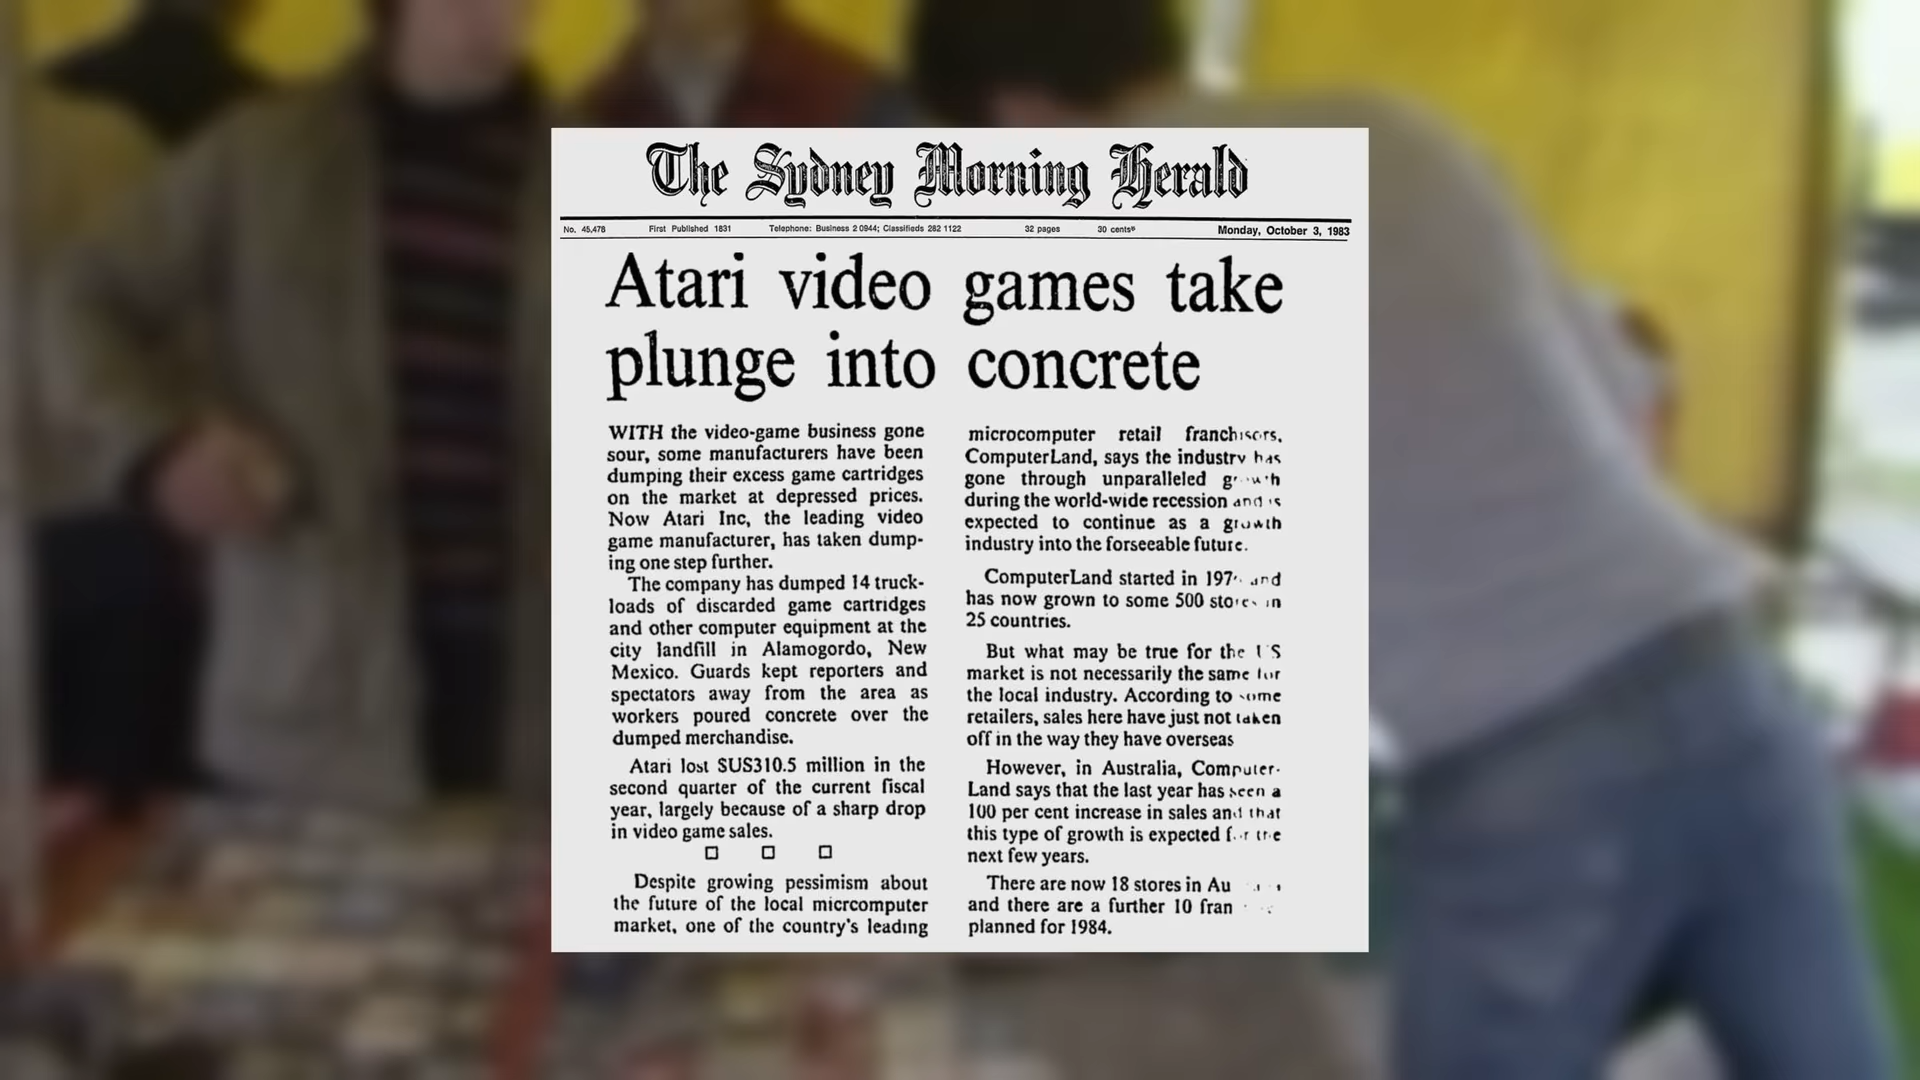 The Sydney Morning Herald
No. 45,478 First Published 1831 Telephone: Business 2 0944; Classifieds 282 1122 32 pages 30 cents* Monday, October 3, 1983
Atari video games take
plunge into concrete
WITH the video-game business gone
sour, some manufacturers have been
dumping their excess game cartridges
on the market at depressed prices.
Now Atari Inc, the leading video
game manufacturer, has taken dump-
ing one step further.
The company has dumped 14 truck-
loads of discarded game cartridges
and other computer equipment at the
city landfill in Alamogordo, New
Mexico. Guards kept reporters and
spectators away from the area as
workers poured concrete over the
dumped merchandise.
Atari lost $US310.5 million in the
second quarter of the current fiscal
year, largely because of a sharp drop
in video game sales.
Despite growing pessimism about
the future of the local micrcomputer
market, one of the country's leading
microcomputer retail franchisors,
ComputerLand, says the industry has
gone through unparalleled growth
during the world-wide recession and is
expected to continue as a growth
industry into the forseeable future.
ComputerLand started in and
has now grown to some 500 stores in
25 countries.
But what may be true for the US
market is not necessarily the same for
the local industry. According to some
retailers, sales here have just not taken
off in the way they have overseas
However, in Australia, Computer-
Land says that the last year has seen a
100 per cent increase in sales and that
this type of growth is expected for the
next few years.
There are now 18 stores in
and there are a further 10
planned for 1984.